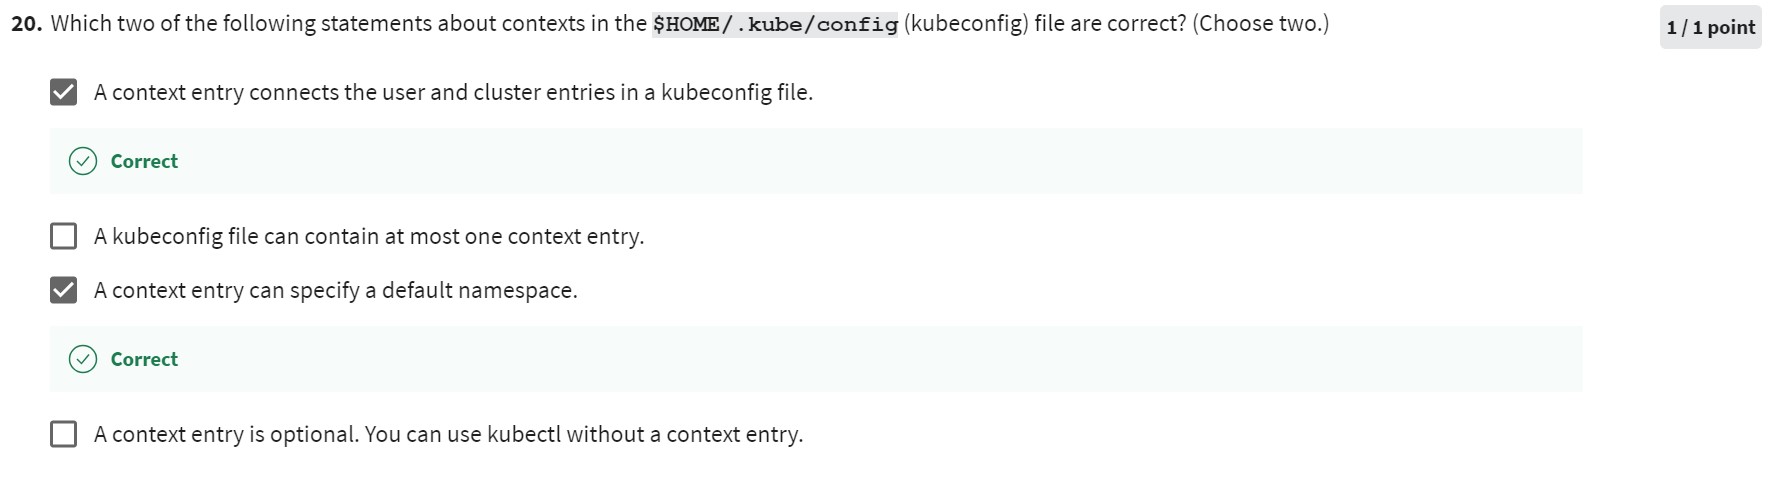 20. Which two of the following statements about contexts in the $HOME/.kube/config (kubeconfig) file are correct? (Choose two.)
1 / 1 point
A context entry connects the user and cluster entries in a kubeconfig file.
Correct
A kubeconfig file can contain at most one context entry.
A context entry can specify a default namespace.
Correct
A context entry is optional. You can use kubectl without a context entry.